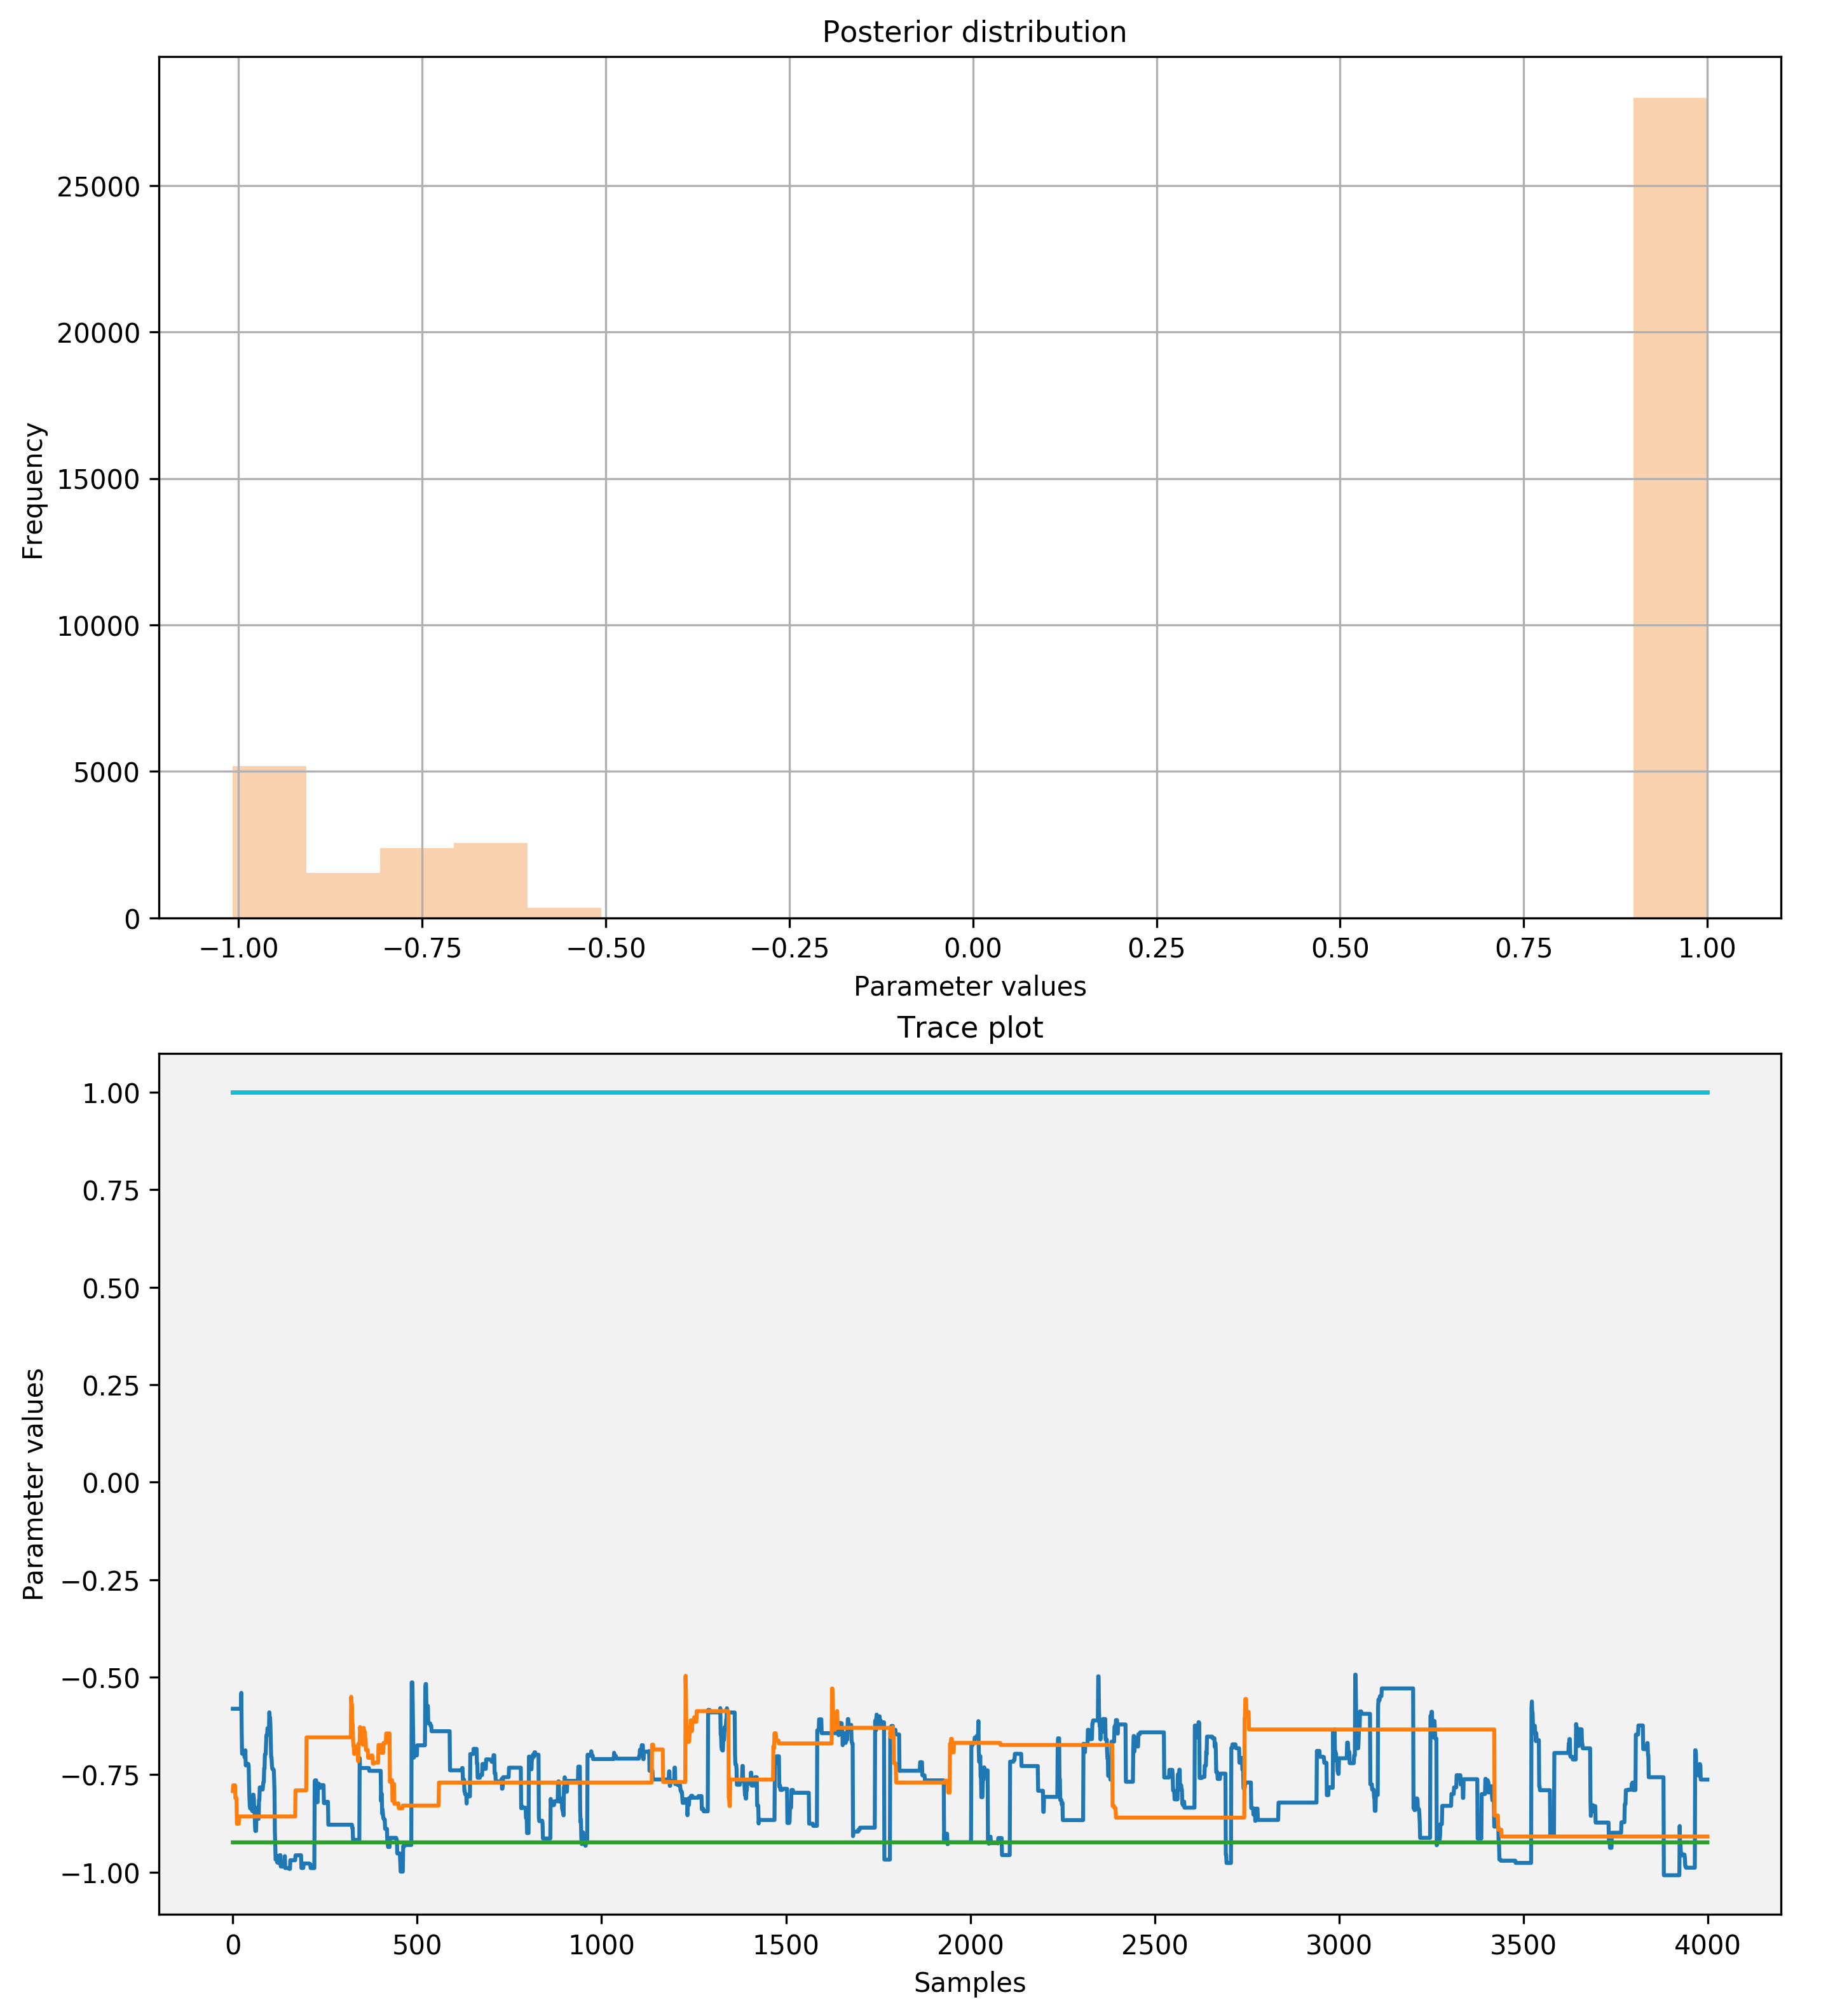 Posterior distribution
25000
20000
15000
10000
5000
0
Frequency
−1.00 −0.75 −0.50 −0.25 0.00 0.25 0.50 0.75 1.00
Parameter values
Trace plot
1.00
0.75
0.50
0.25
0.00
−0.25
−0.50
−0.75
−1.00
Parameter values
0 500 1000 1500 2000 2500 3000 3500 4000
Samples